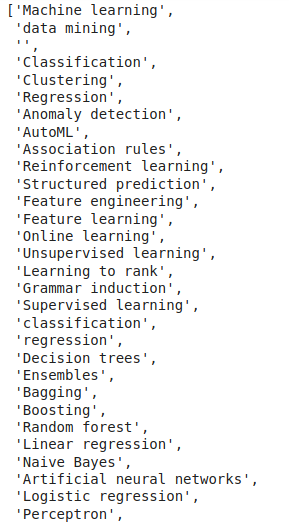 ['Machine learning',
'data mining',
'',
'Classification',
'Clustering',
'Regression',
'Anomaly detection',
'AutoML',
'Association rules',
'Reinforcement learning',
'Structured prediction',
'Feature engineering',
'Feature learning',
'Online learning',
'Unsupervised learning',
'Learning to rank',
'Grammar induction',
'Supervised learning',
'classification',
'regression',
'Decision trees',
'Ensembles',
'Bagging',
'Boosting',
'Random forest',
'Linear regression',
'Naive Bayes',
'Artificial neural networks',
'Logistic regression',
'Perceptron',